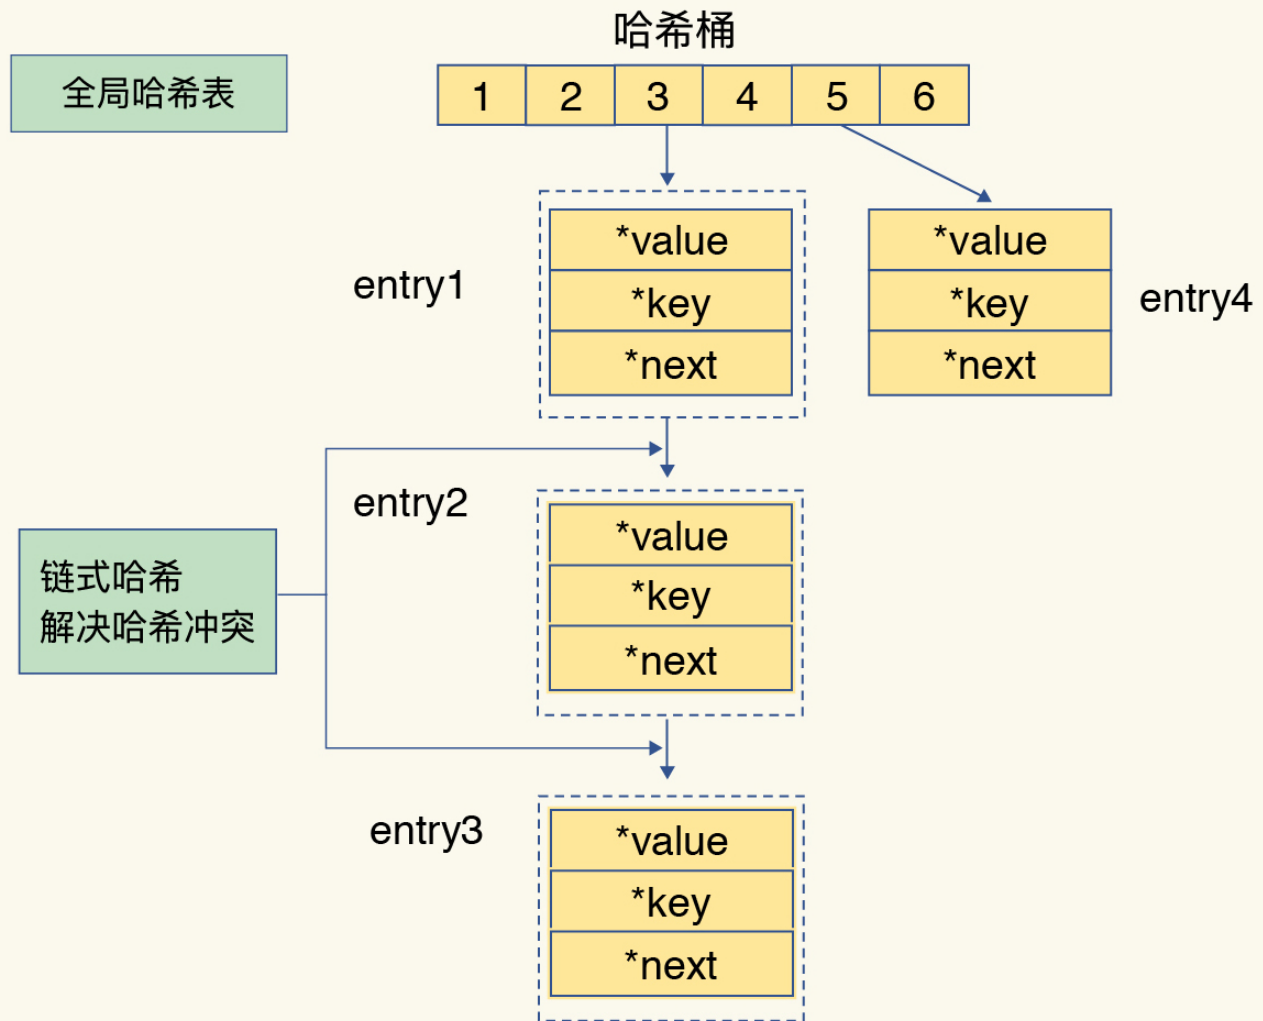 哈希桶
全局哈希表
1 2 3 4 5 6
*value
*key
*next
entry1
*value
*key
*next
entry4
entry2
*value
*key
*next
链式哈希
解决哈希冲突
entry3
*value
*key
*next